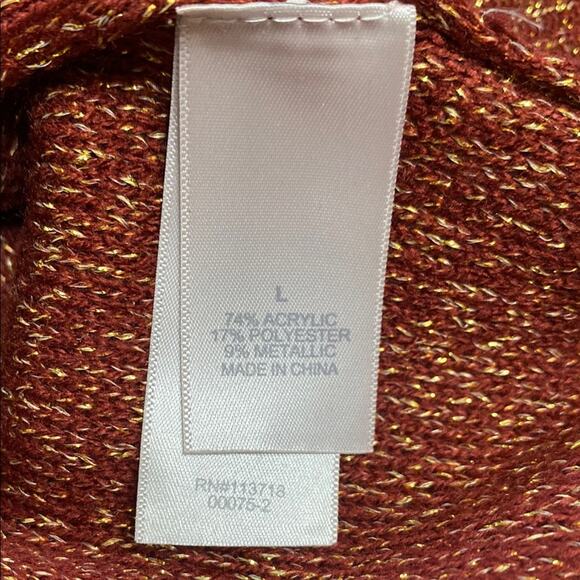 L
74% ACRYLIC
17% POLYESTER
9% METALLIC
MADE IN CHINA
RN#113718
00075-2